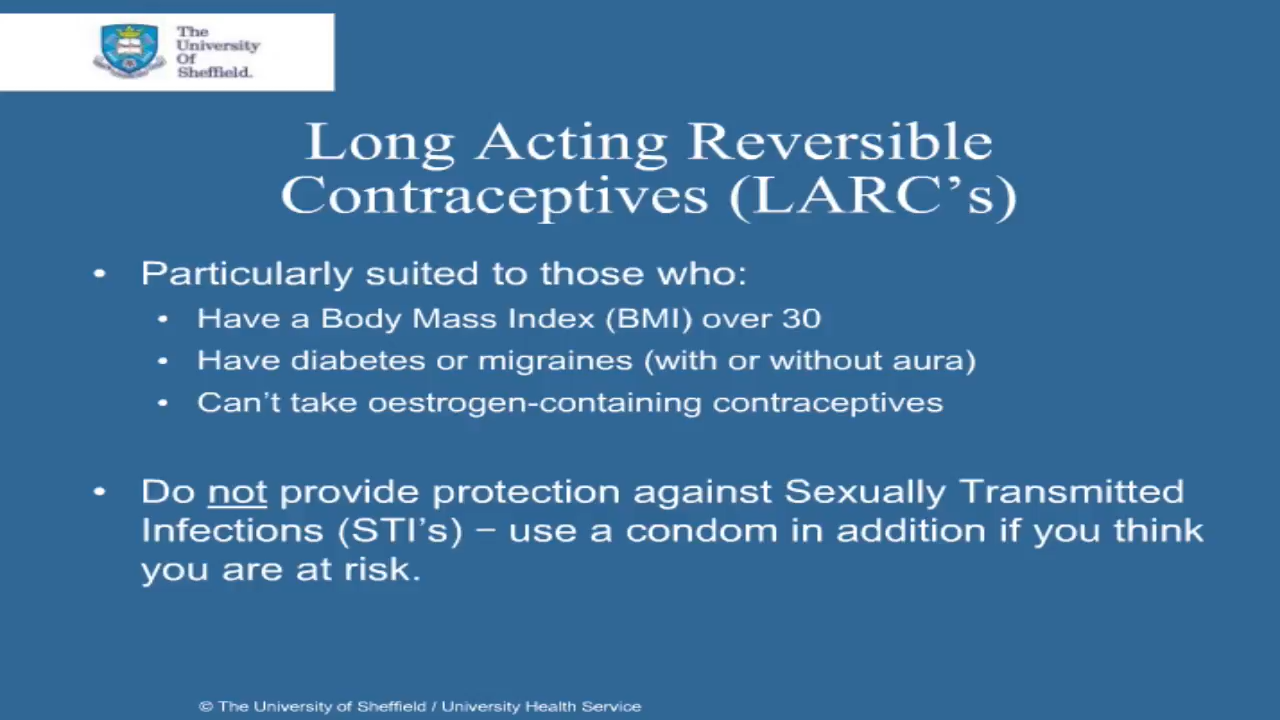 The
University
Of
Sheffield.
Long Acting Reversible
Contraceptives (LARC’s)
• Particularly suited to those who:
• Have a Body Mass Index (BMI) over 30
• Have diabetes or migraines (with or without aura)
• Can’t take oestrogen-containing contraceptives
• Do not provide protection against Sexually Transmitted
Infections (STI’s) – use a condom in addition if you think
you are at risk.
© The University of Sheffield / University Health Service